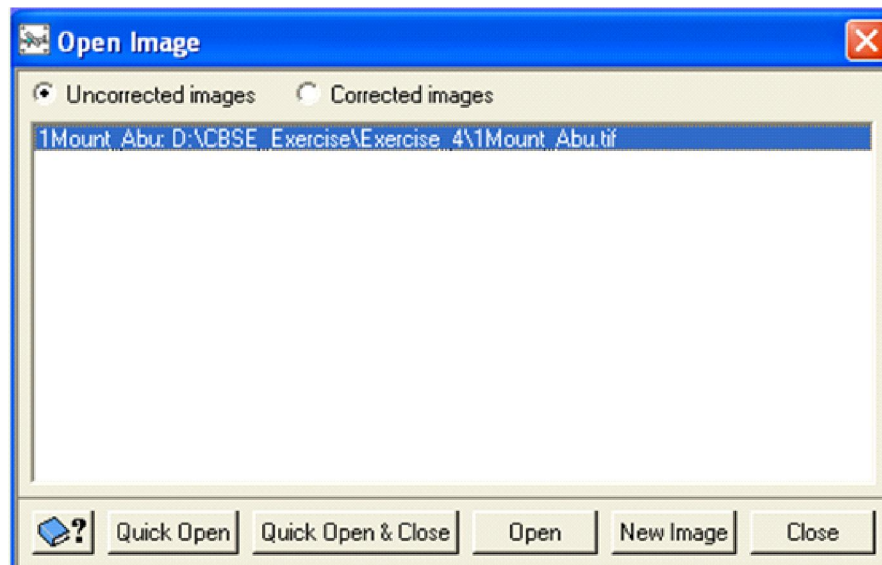 Open Image
Uncorrected images Corrected images
1Mount_Abu: D:\CBSE_Exercise\Exercise_4\1Mount_Abu.tif
? Quick Open Quick Open & Close Open New Image Close